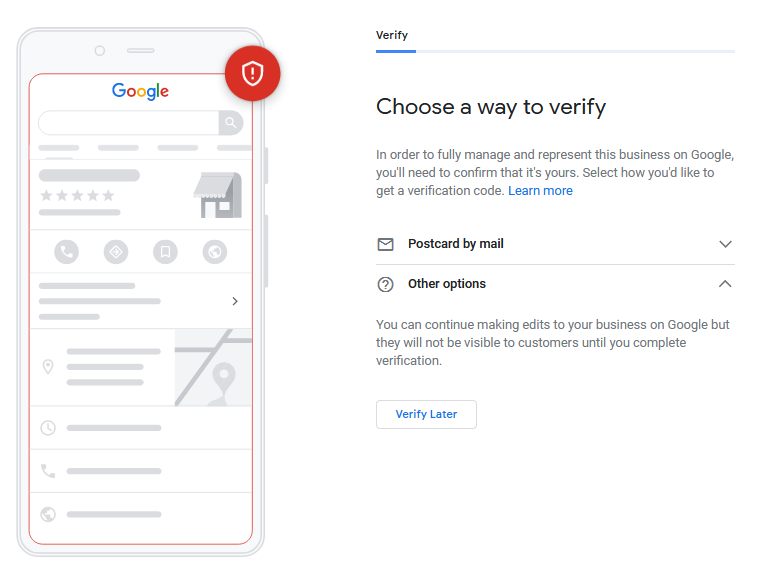 Google
Verify
Choose a way to verify
In order to fully manage and represent this business on Google,
you'll need to confirm that it's yours. Select how you'd like to
get a verification code. Learn more
Postcard by mail
Other options
You can continue making edits to your business on Google but
they will not be visible to customers until you complete
verification.
Verify Later